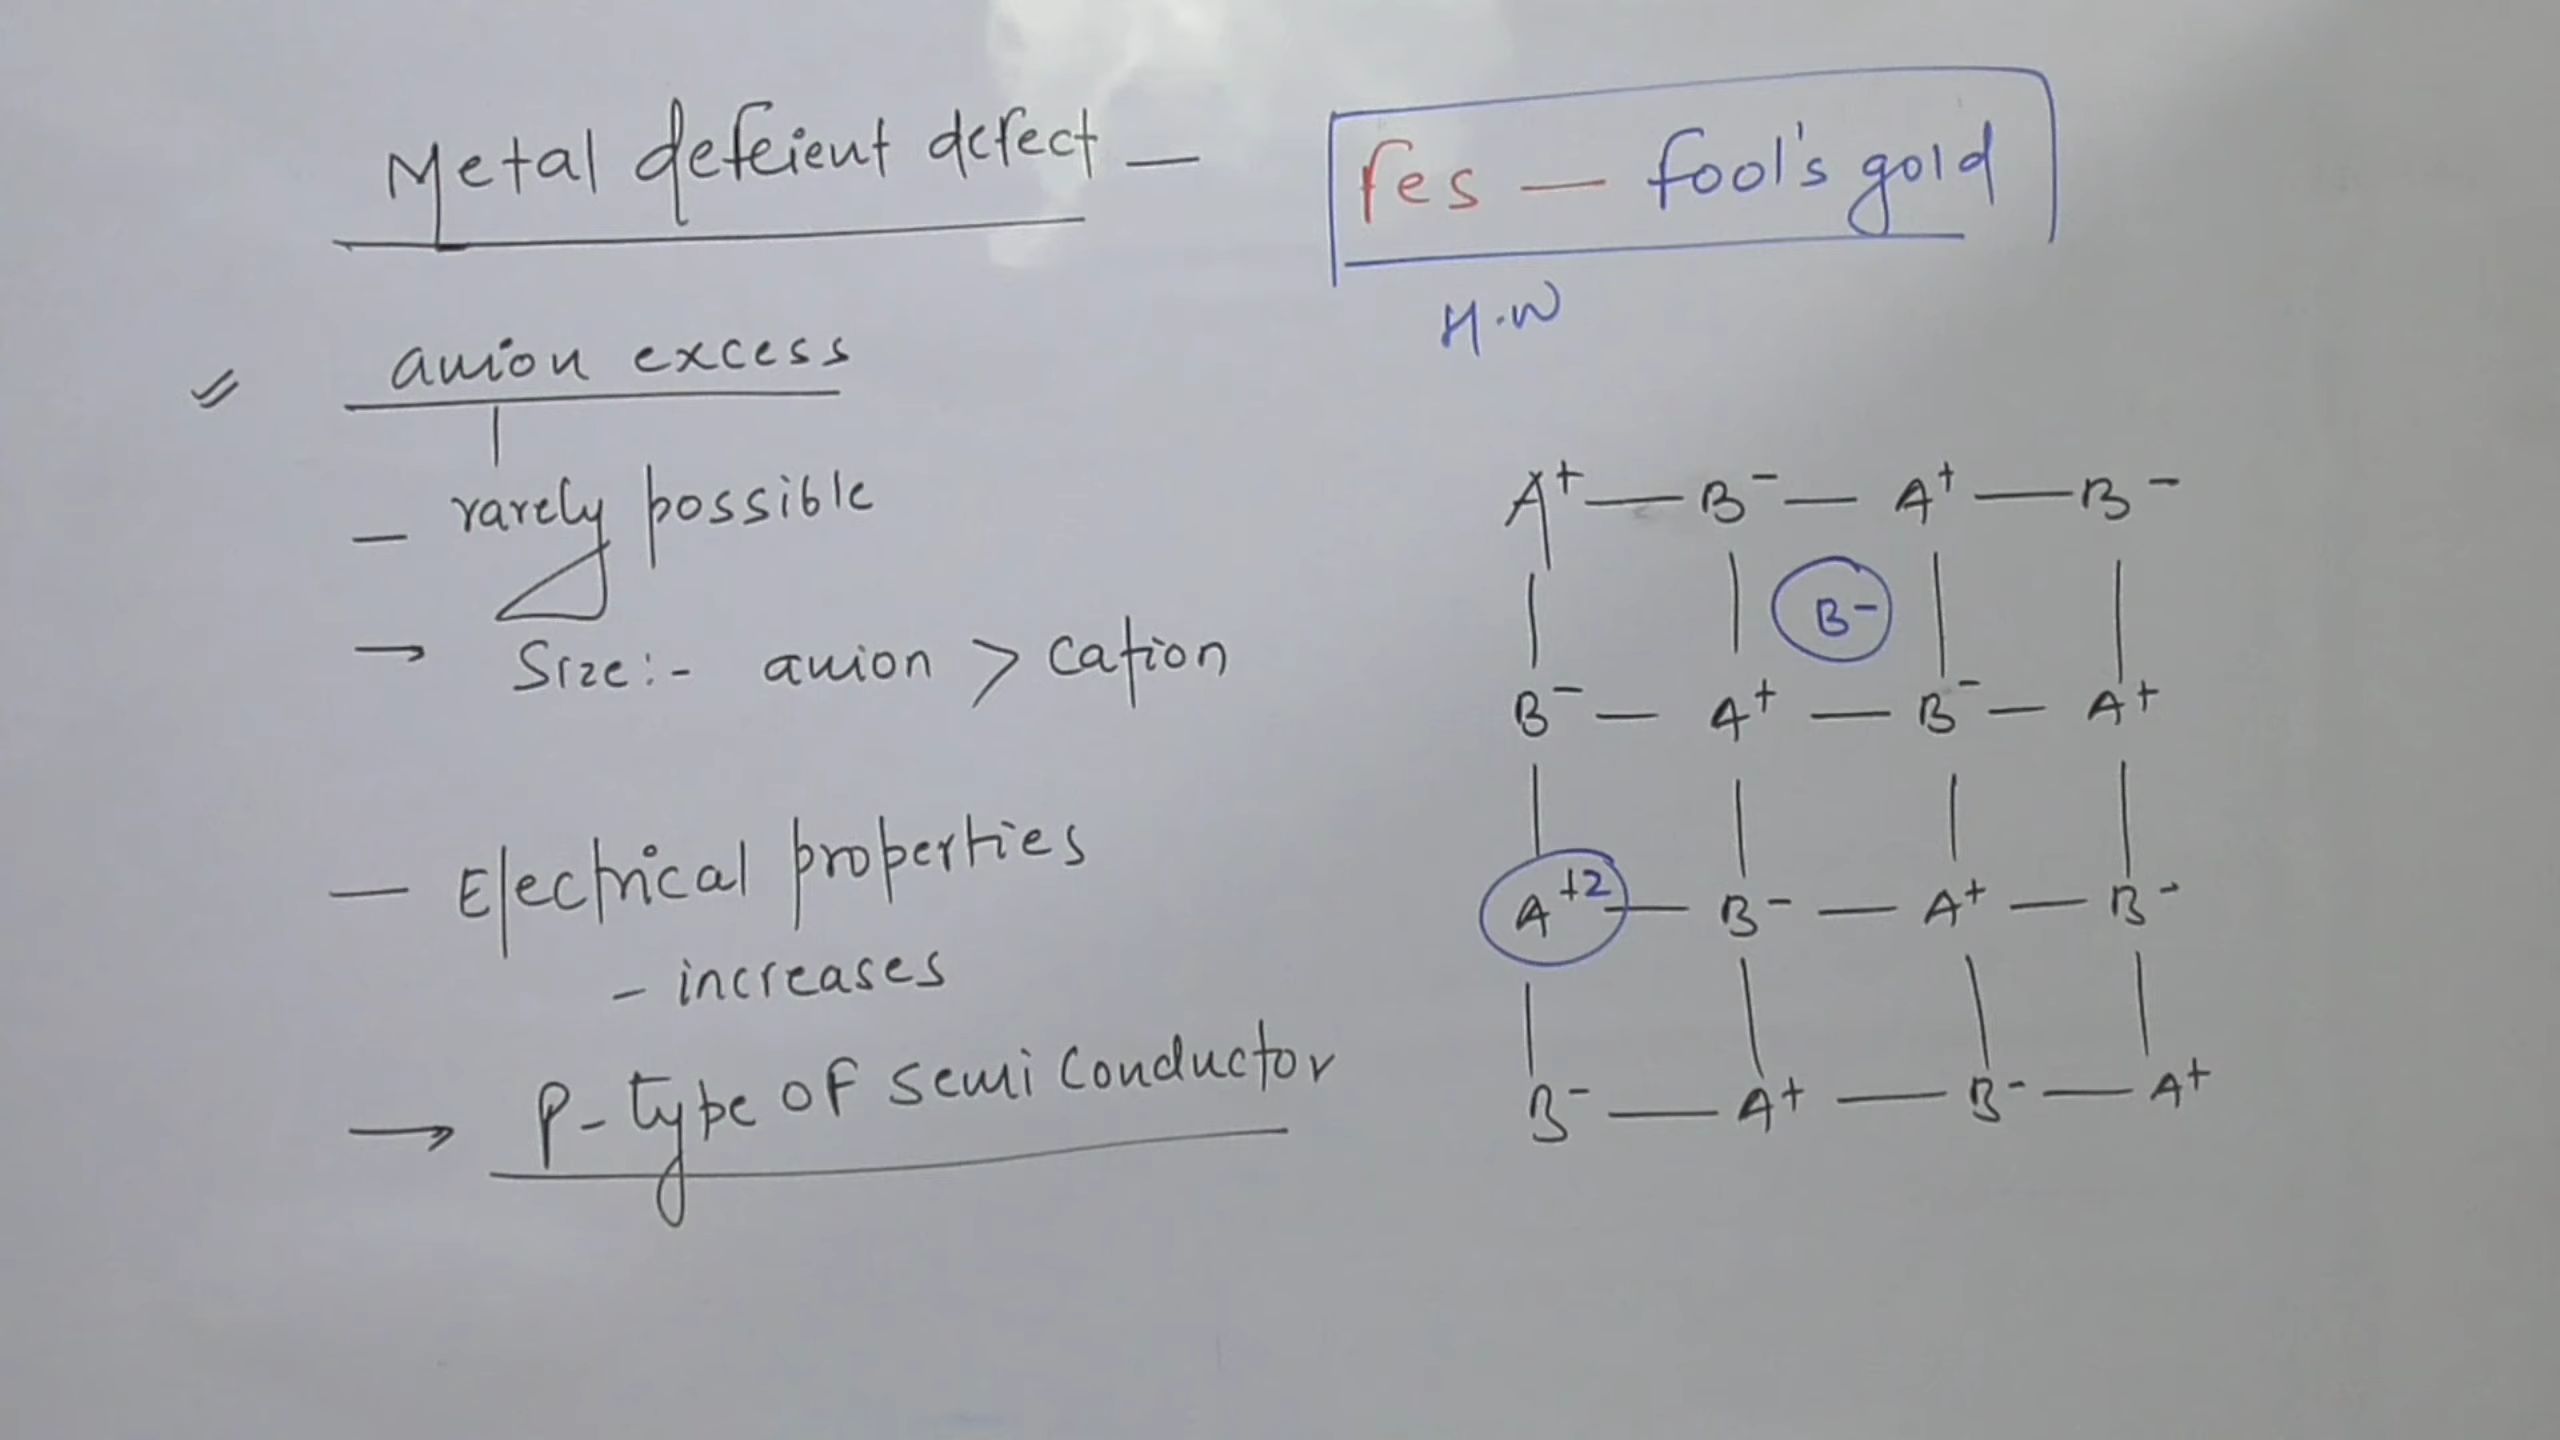 Metal defeient defect —
fes — fool's gold
H.W
anion excess
— rarely possible
→ Size:- anion > cation
— Electrical properties
- increases
→ P-type of semi conductor
A⁺ — B⁻ — A⁺ — B⁻
B⁻
B⁻ — A⁺ — B⁻ — A⁺
A⁺² — B⁻ — A⁺ — B⁻
B⁻ — A⁺ — B⁻ — A⁺